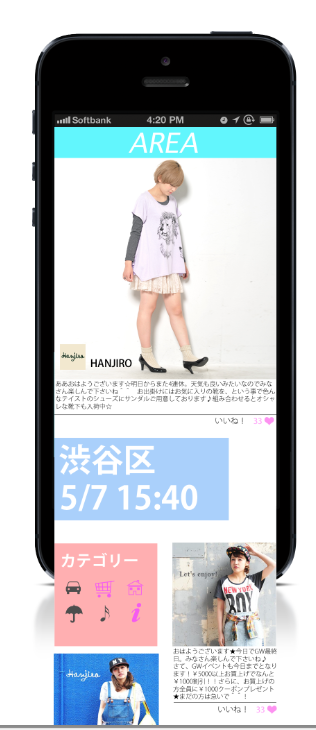 Softbank 4:20 PM
AREA
Hanjiro
HANJIRO
ああおはようございます☆明日からまた4連休。天気も良いみたいなのでみな
さん楽しんで下さいね＾＾　お出掛けにはお気に入りの靴を、という事で色ん
なテイストのシューズにサンダルご用意しております♪組み合わせるとオシャ
レな靴下も入荷中☆
いいね！ 33
渋谷区
5/7 15:40
カテゴリー
Let's enjoy!
BOY
おはようございます★今日でGW最終
日。みなさん楽しんで下さいね♪
さて、GWイベントも今日までとなり
ます！￥5000以上お買上げでなんと
￥1000割引！！さらに、お買上げの
方全員に￥1000クーポンプレゼント
★まだの方は急いで＾！
いいね！ 33
Hanjiro